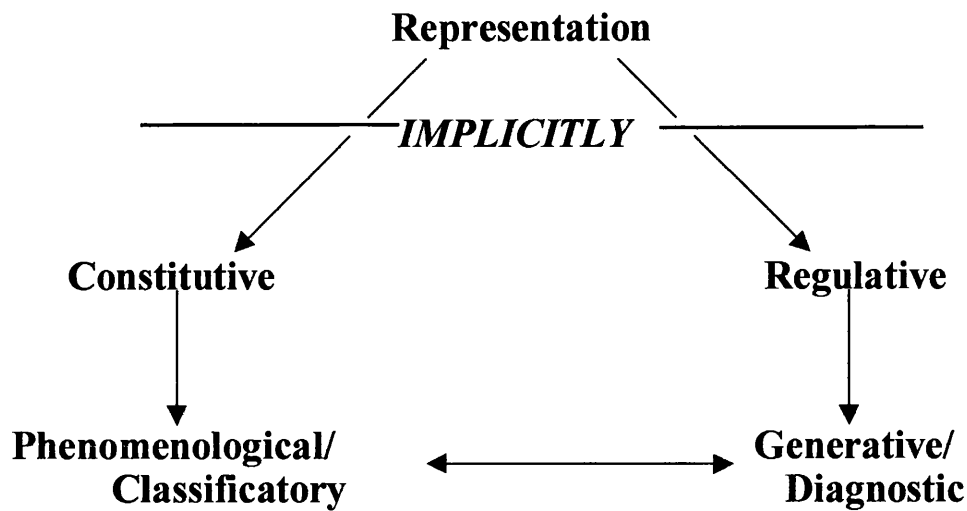 Representation
IMPLICITLY
Constitutive
Regulative
Phenomenological/
Classificatory
Generative/
Diagnostic